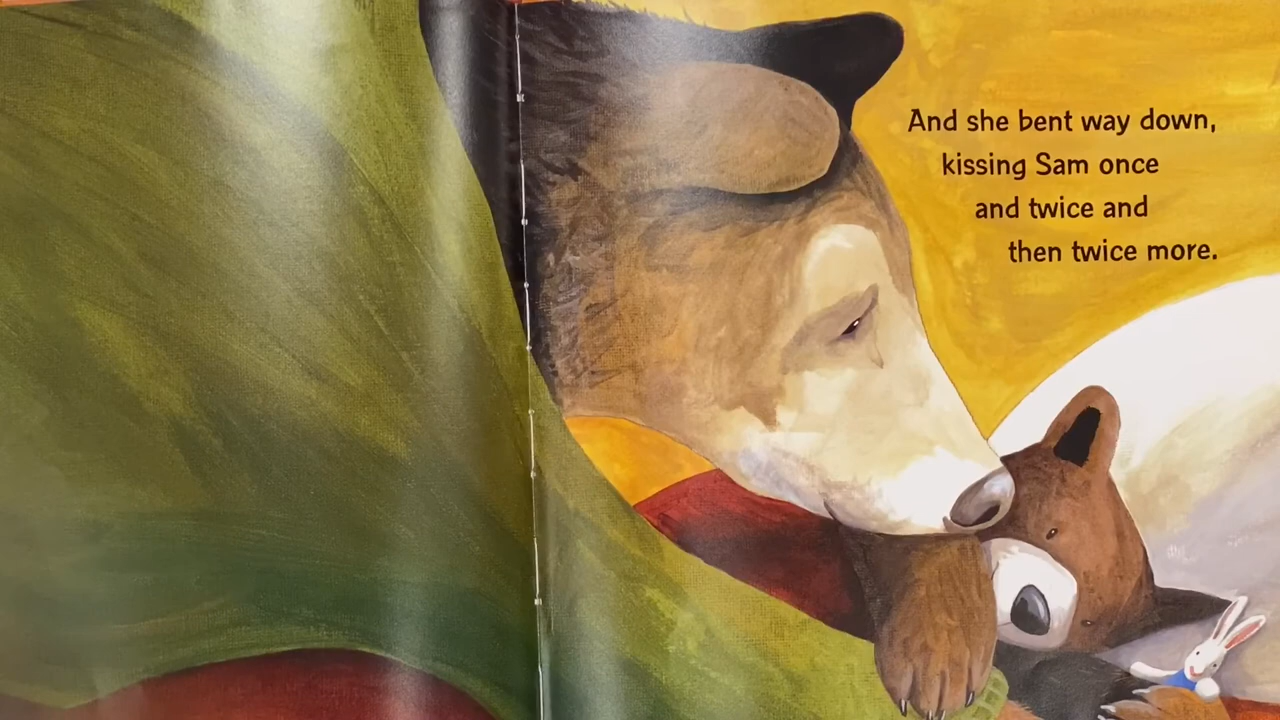 And she bent way down,
kissing Sam once
and twice and
then twice more.